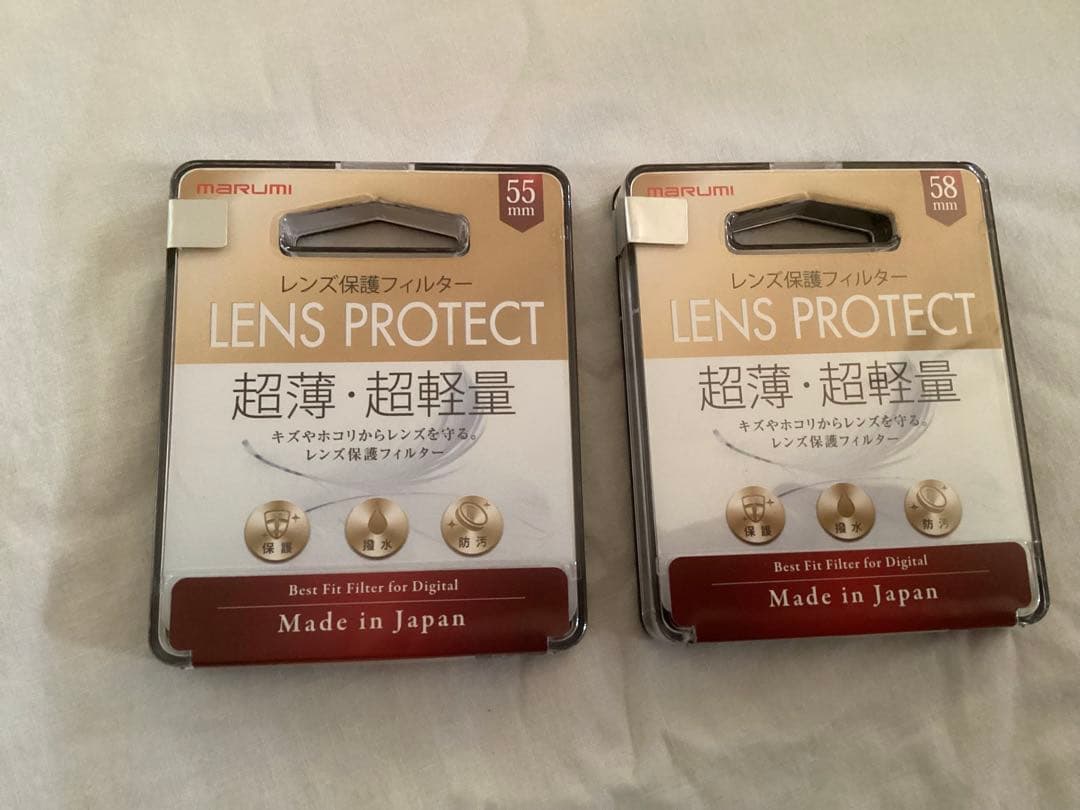 marumi
55
mm
レンズ保護フィルター
LENS PROTECT
超薄・超軽量
キズやホコリからレンズを守る。
レンズ保護フィルター
保護
撥水
防汚
Best Fit Filter for Digital
Made in Japan
marumi
58
mm
レンズ保護フィルター
LENS PROTECT
超薄・超軽量
キズやホコリからレンズを守る。
レンズ保護フィルター
保護
撥水
防汚
Best Fit Filter for Digital
Made in Japan